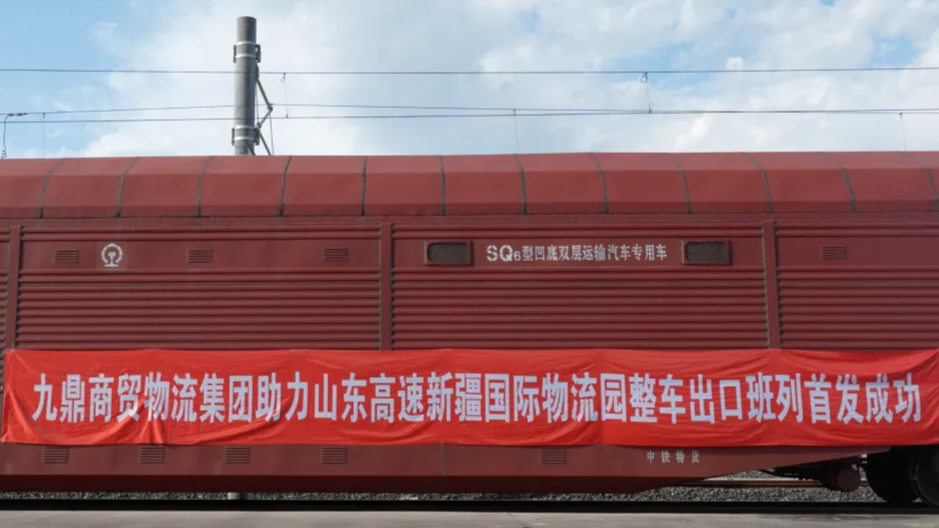 SQ6型凹底双层运输汽车专用车
九鼎商贸物流集团助力山东高速新疆国际物流园整车出口班列首发成功
中铁特货